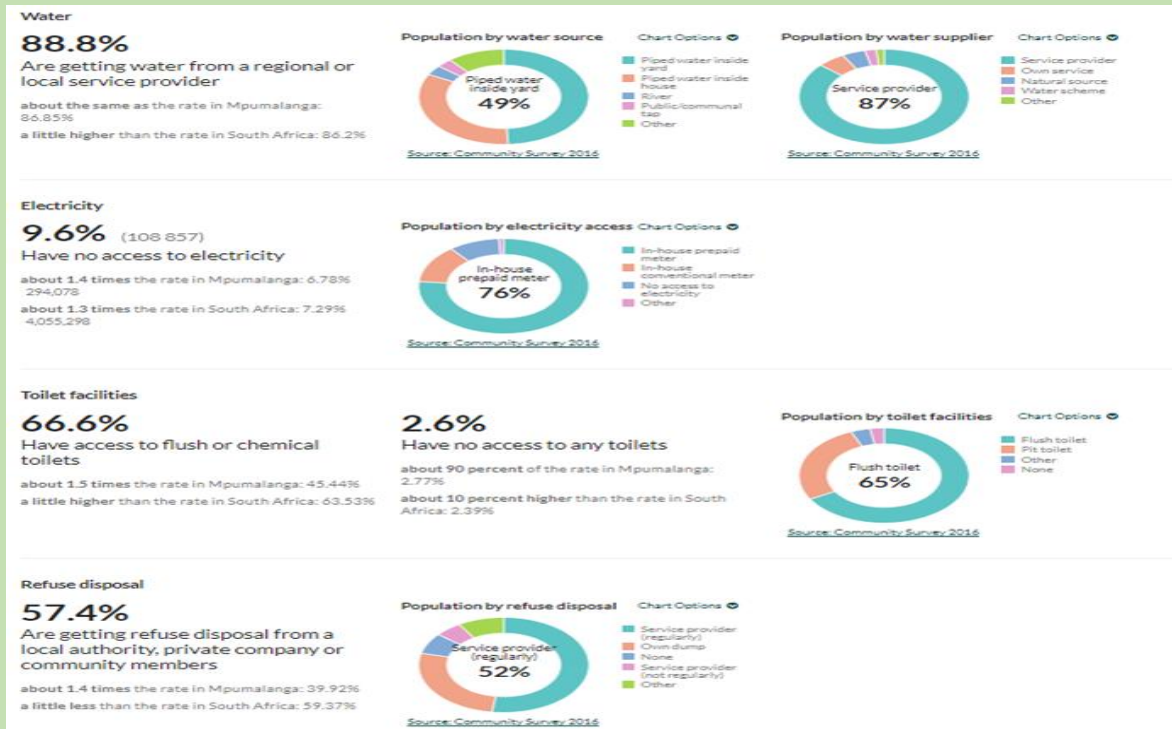 Water
88.8%
Are getting water from a regional or
local service provider
about the same as the rate in Mpumalanga:
86.85%
a little higher than the rate in South Africa: 86.2%
Population by water source
Chart Options
Piped water
inside yard
49%
Piped water inside
yard
Piped water inside
house
River
Public/communal
tap
Other
Source: Community Survey 2016
Population by water supplier
Chart Options
Service provider
87%
Service provider
Own service
Natural source
Water scheme
Other
Source: Community Survey 2016
Electricity
9.6% (108 857)
Have no access to electricity
about 1.4 times the rate in Mpumalanga: 6.78%
294,078
about 1.3 times the rate in South Africa: 7.29%
4,055,298
Population by electricity access
Chart Options
In-house
prepaid meter
76%
In-house prepaid
meter
In-house
conventional meter
No access to
electricity
Other
Source: Community Survey 2016
Toilet facilities
66.6%
Have access to flush or chemical
toilets
about 1.5 times the rate in Mpumalanga: 45.44%
a little higher than the rate in South Africa: 63.53%
2.6%
Have no access to any toilets
about 90 percent of the rate in Mpumalanga:
2.77%
about 10 percent higher than the rate in South
Africa: 2.39%
Population by toilet facilities
Chart Options
Flush toilet
65%
Flush toilet
Pit toilet
Other
None
Source: Community Survey 2016
Refuse disposal
57.4%
Are getting refuse disposal from a
local authority, private company or
community members
about 1.4 times the rate in Mpumalanga: 39.92%
a little less than the rate in South Africa: 59.37%
Population by refuse disposal
Chart Options
Service provider
(regularly)
52%
Service provider
(regularly)
Own dump
None
Service provider
(not regularly)
Other
Source: Community Survey 2016